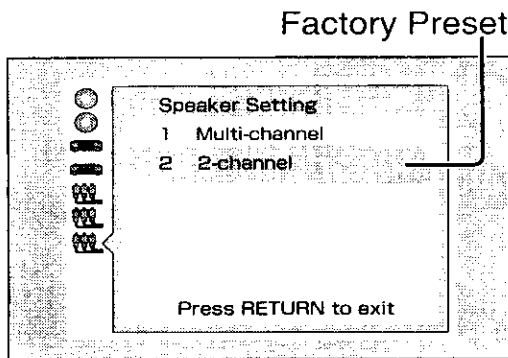 Factory Preset
Speaker Setting
1 Multi-channel
2 2-channel
Press RETURN to exit